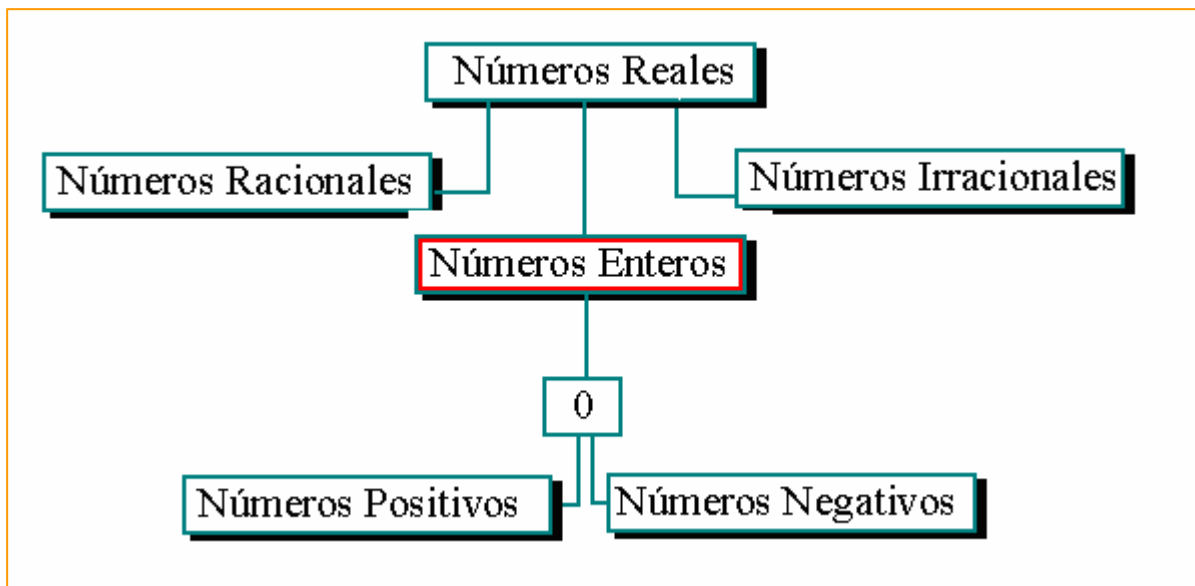 Números Reales
Números Racionales
Números Irracionales
Números Enteros
0
Números Positivos
Números Negativos